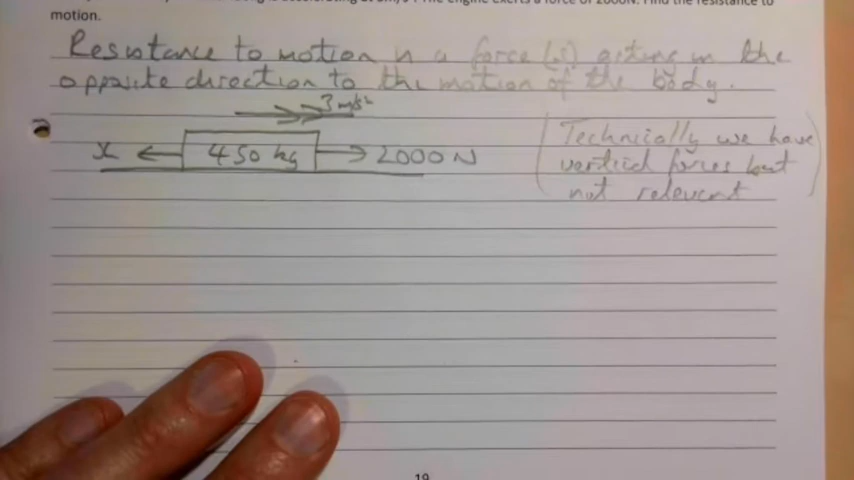 motion.
Resistance to motion is a force (x) acting in the
opposite direction to the motion of the body.
3 m/s²
x 450 kg 2000 N
(Technically we have
vertical forces but
not relevant)
19